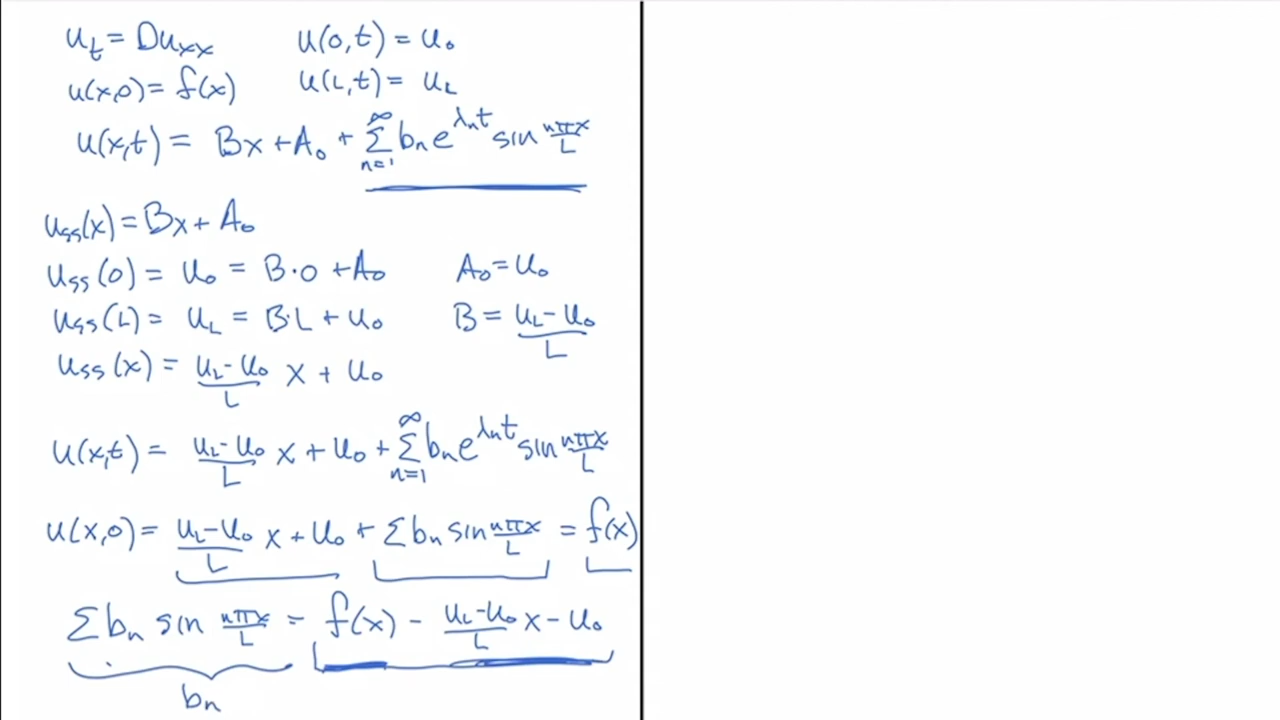 u_t = Du_xx    u(0,t) = u_0
u(x,0) = f(x)    u(L,t) = u_L
u(x,t) = Bx + A_0 + ∑_{n=1}^{∞} b_n e^{λ_n t} sin nπx/L
u_ss(x) = Bx + A_0
u_ss(0) = u_0 = B·0 + A_0    A_0 = u_0
u_ss(L) = u_L = B·L + u_0    B = (u_L - u_0)/L
u_ss(x) = (u_L - u_0)/L x + u_0
u(x,t) = (u_L - u_0)/L x + u_0 + ∑_{n=1}^{∞} b_n e^{λ_n t} sin nπx/L
u(x,0) = (u_L - u_0)/L x + u_0 + ∑ b_n sin nπx/L = f(x)
∑ b_n sin nπx/L = f(x) - (u_L - u_0)/L x - u_0
b_n